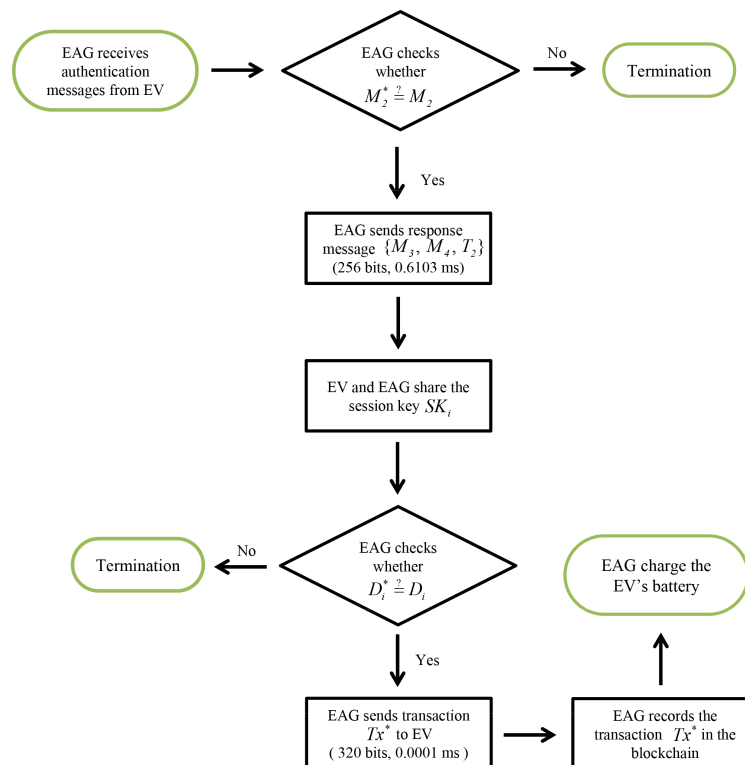 EAG receives
authentication
messages from EV
EAG checks
whether
M₂* ≟ M₂
No
Termination
Yes
EAG sends response
message {M₃, M₄, T₂}
(256 bits, 0.6103 ms)
EV and EAG share the
session key SKᵢ
EAG checks
whether
Dᵢ* ≟ Dᵢ
No
Termination
Yes
EAG sends transaction
Tx* to EV
( 320 bits, 0.0001 ms )
EAG records the
transaction Tx* in the
blockchain
EAG charge the
EV’s battery